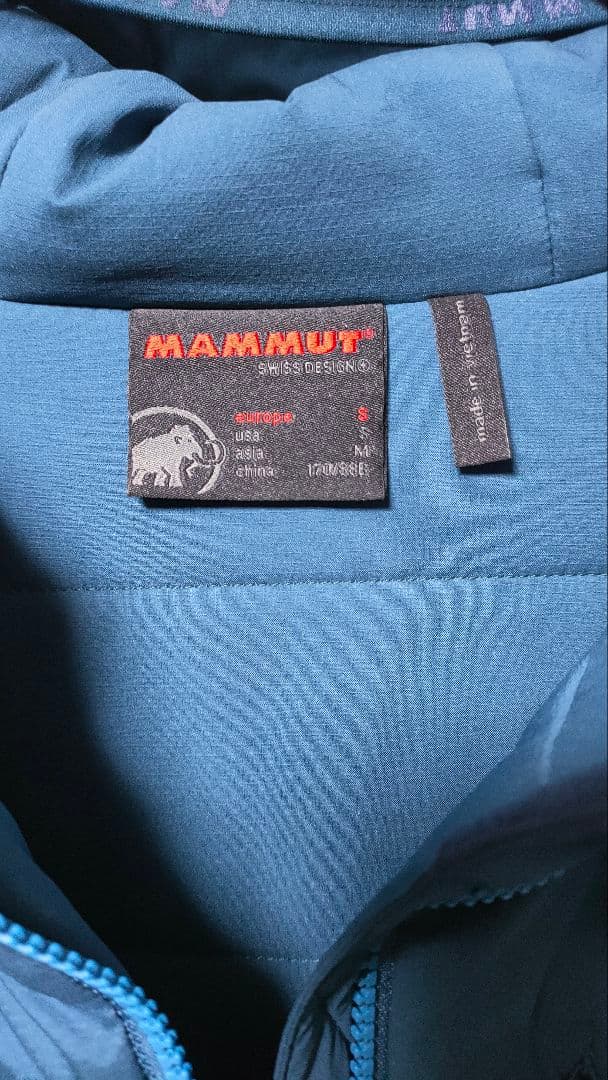 MAMMUT
SWISS DESIGN
europe S
usa S
asia M
china 170/88B
made in vietnam